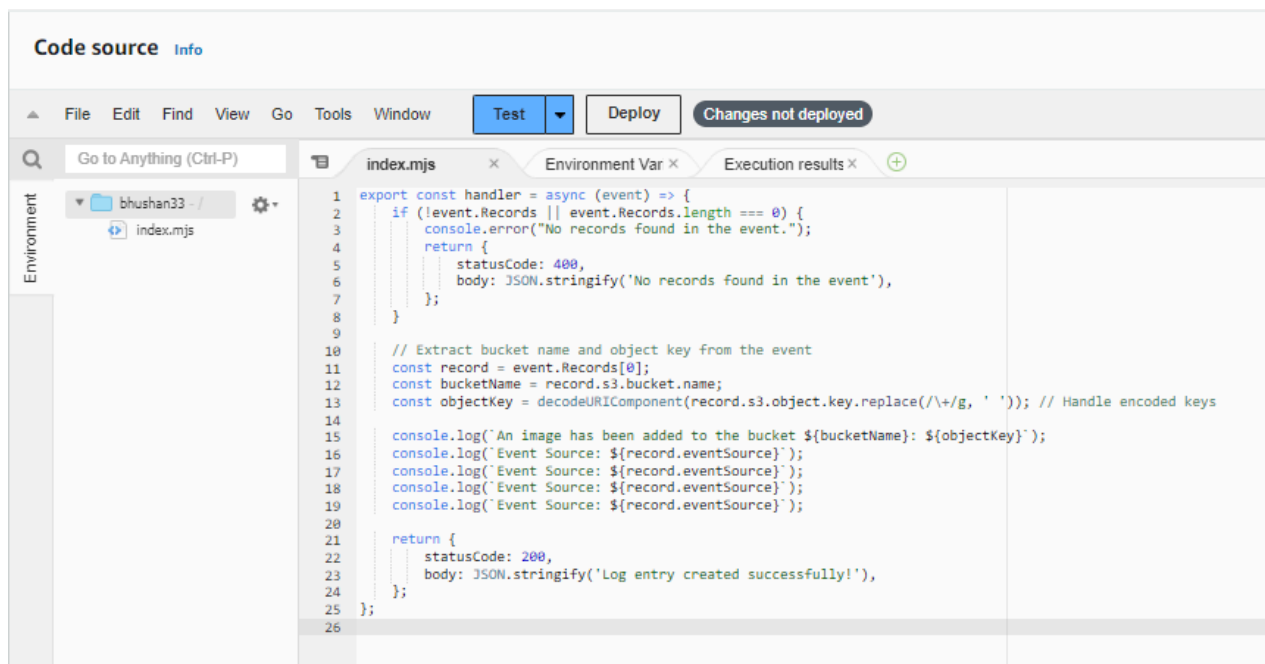 Code source Info
File Edit Find View Go Tools Window Test Deploy Changes not deployed
Go to Anything (Ctrl-P)
index.mjs Environment Var Execution results
Environment
bhushan33 - /
index.mjs
1 export const handler = async (event) => {
2     if (!event.Records || event.Records.length === 0) {
3         console.error("No records found in the event.");
4         return {
5             statusCode: 400,
6             body: JSON.stringify('No records found in the event'),
7         };
8     }
9
10     // Extract bucket name and object key from the event
11     const record = event.Records[0];
12     const bucketName = record.s3.bucket.name;
13     const objectKey = decodeURIComponent(record.s3.object.key.replace(/\+/g, ' ')); // Handle encoded keys
14
15     console.log(`An image has been added to the bucket ${bucketName}: ${objectKey}`);
16     console.log(`Event Source: ${record.eventSource}`);
17     console.log(`Event Source: ${record.eventSource}`);
18     console.log(`Event Source: ${record.eventSource}`);
19     console.log(`Event Source: ${record.eventSource}`);
20
21     return {
22         statusCode: 200,
23         body: JSON.stringify('Log entry created successfully!'),
24     };
25 };
26